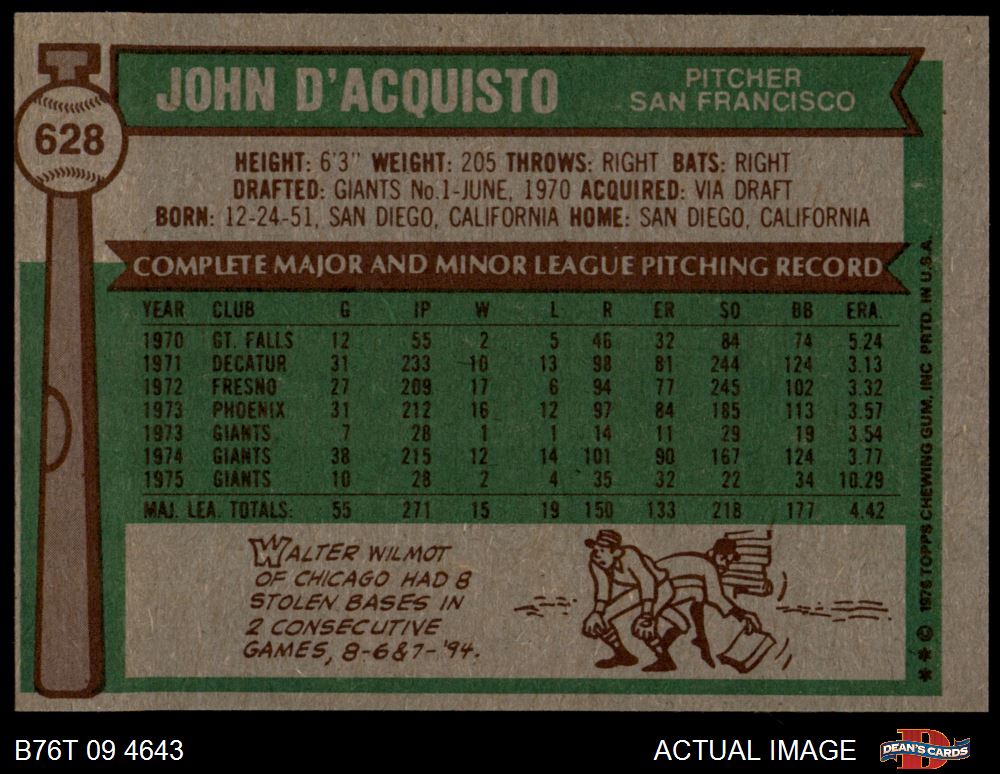 628
JOHN D'ACQUISTO
PITCHER
SAN FRANCISCO
HEIGHT: 6'3" WEIGHT: 205 THROWS: RIGHT BATS: RIGHT
DRAFTED: GIANTS No.1-JUNE, 1970 ACQUIRED: VIA DRAFT
BORN: 12-24-51, SAN DIEGO, CALIFORNIA HOME: SAN DIEGO, CALIFORNIA
COMPLETE MAJOR AND MINOR LEAGUE PITCHING RECORD
YEAR CLUB G IP W L R ER SO BB ERA
1970 GT. FALLS 12 55 2 5 46 32 84 74 5.24
1971 DECATUR 31 233 10 13 98 81 244 124 3.13
1972 FRESNO 27 209 17 6 94 77 245 102 3.32
1973 PHOENIX 31 212 16 12 97 84 185 113 3.57
1973 GIANTS 7 28 1 1 14 11 29 19 3.54
1974 GIANTS 38 215 12 14 101 90 167 124 3.77
1975 GIANTS 10 28 2 4 35 32 22 34 10.29
MAJ. LEA. TOTALS: 55 271 15 19 150 133 218 177 4.42
WALTER WILMOT
OF CHICAGO HAD 8
STOLEN BASES IN
2 CONSECUTIVE
GAMES, 8-6&7-'94.
* * © 1976 TOPPS CHEWING GUM, INC PRTD. IN U.S.A.
B76T 09 4643
ACTUAL IMAGE
DEAN'S CARDS